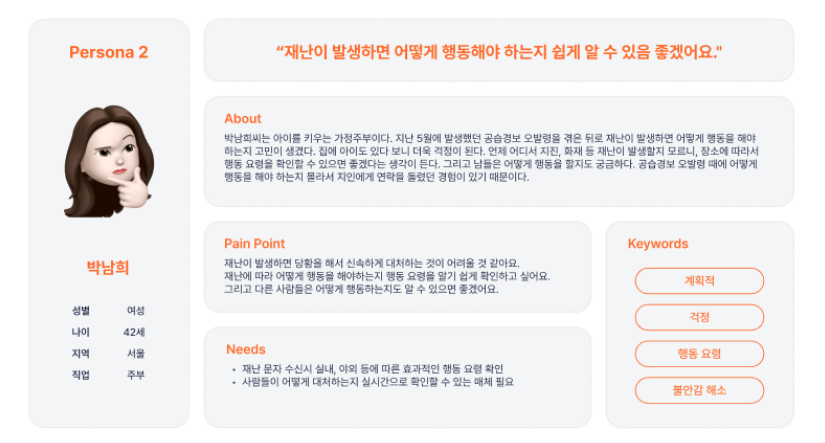 Persona 2
박남희
성별 여성
나이 42세
지역 서울
직업 주부
“재난이 발생하면 어떻게 행동해야 하는지 쉽게 알 수 있음 좋겠어요."
About
박남희씨는 아이를 키우는 가정주부이다. 지난 5월에 발생했던 공습경보 오발령을 겪은 뒤로 재난이 발생하면 어떻게 행동을 해야
하는지 고민이 생겼다. 집에 아이도 있다 보니 더욱 걱정이 된다. 언제 어디서 지진, 화재 등 재난이 발생할지 모르니, 장소에 따라서
행동 요령을 확인할 수 있으면 좋겠다는 생각이 든다. 그리고 남들은 어떻게 행동을 할지도 궁금하다. 공습경보 오발령 때에 어떻게
행동을 해야 하는지 몰라서 지인에게 연락을 돌렸던 경험이 있기 때문이다.
Pain Point
재난이 발생하면 당황을 해서 신속하게 대처하는 것이 어려울 것 같아요.
재난에 따라 어떻게 행동을 해야하는지 행동 요령을 알기 쉽게 확인하고 싶어요.
그리고 다른 사람들은 어떻게 행동하는지도 알 수 있으면 좋겠어요.
Needs
• 재난 문자 수신시 실내, 야외 등에 따른 효과적인 행동 요령 확인
• 사람들이 어떻게 대처하는지 실시간으로 확인할 수 있는 매체 필요
Keywords
계획적
걱정
행동 요령
불안감 해소